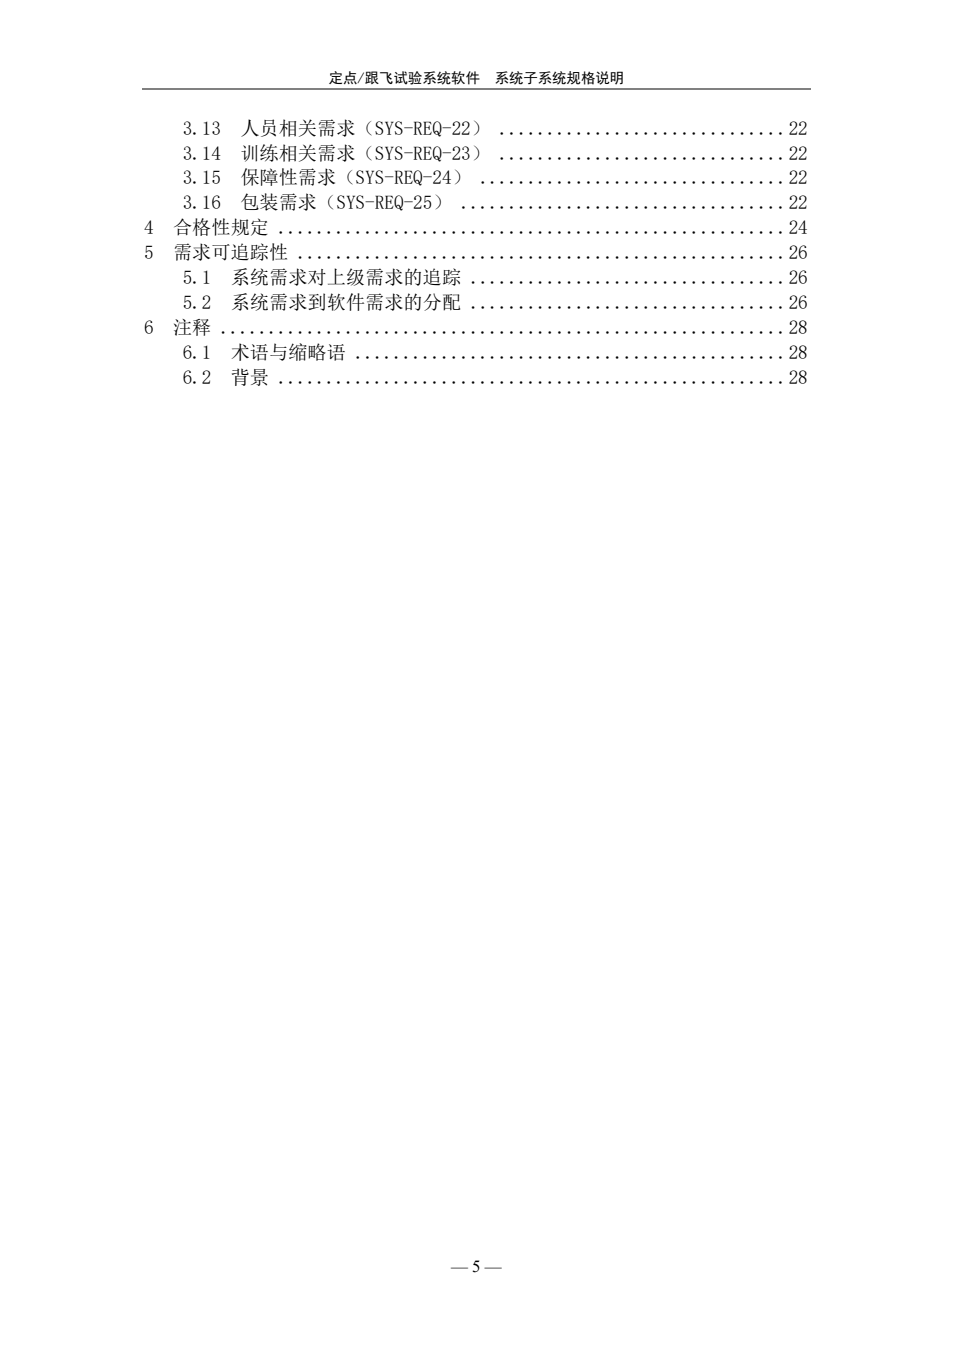 定点/跟飞试验系统软件　系统子系统规格说明
3.13　人员相关需求（SYS-REQ-22） .............................. 22
3.14　训练相关需求（SYS-REQ-23） .............................. 22
3.15　保障性需求（SYS-REQ-24） ................................ 22
3.16　包装需求（SYS-REQ-25） .................................. 22
4　合格性规定 ..................................................... 24
5　需求可追踪性 ................................................... 26
5.1　系统需求对上级需求的追踪 ................................. 26
5.2　系统需求到软件需求的分配 ................................. 26
6　注释 ........................................................... 28
6.1　术语与缩略语 ............................................. 28
6.2　背景 ..................................................... 28
— 5 —